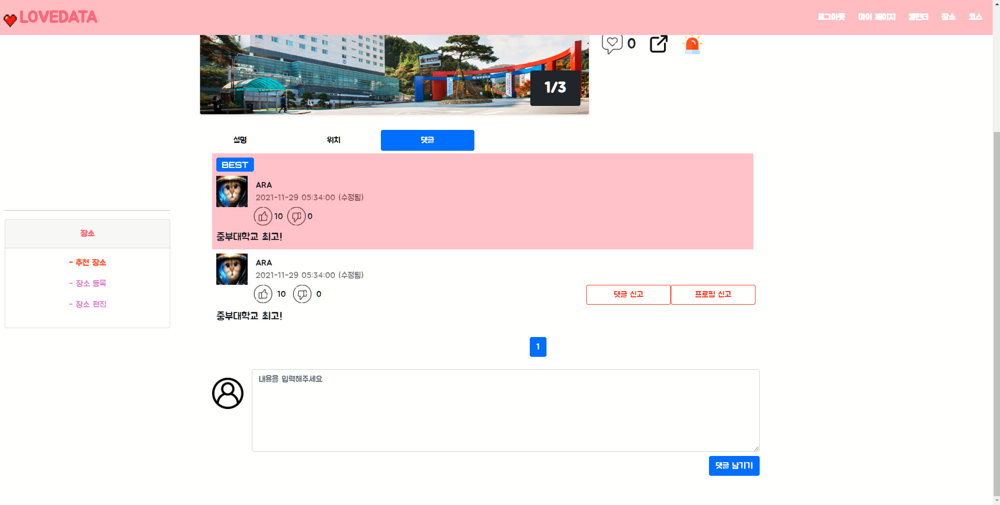 LOVEDATA
로그아웃 마이 페이지 캘린더 장소 코스
0
중부대학교
1/3
설명 위치 댓글
BEST
ARA
2021-11-29 05:34:00 (수정됨)
10 0
중부대학교 최고!
장소
- 추천 장소
- 장소 등록
- 장소 편집
ARA
2021-11-29 05:34:00 (수정됨)
10 0
댓글 신고 프로필 신고
중부대학교 최고!
1
내용을 입력해주세요
댓글 남기기